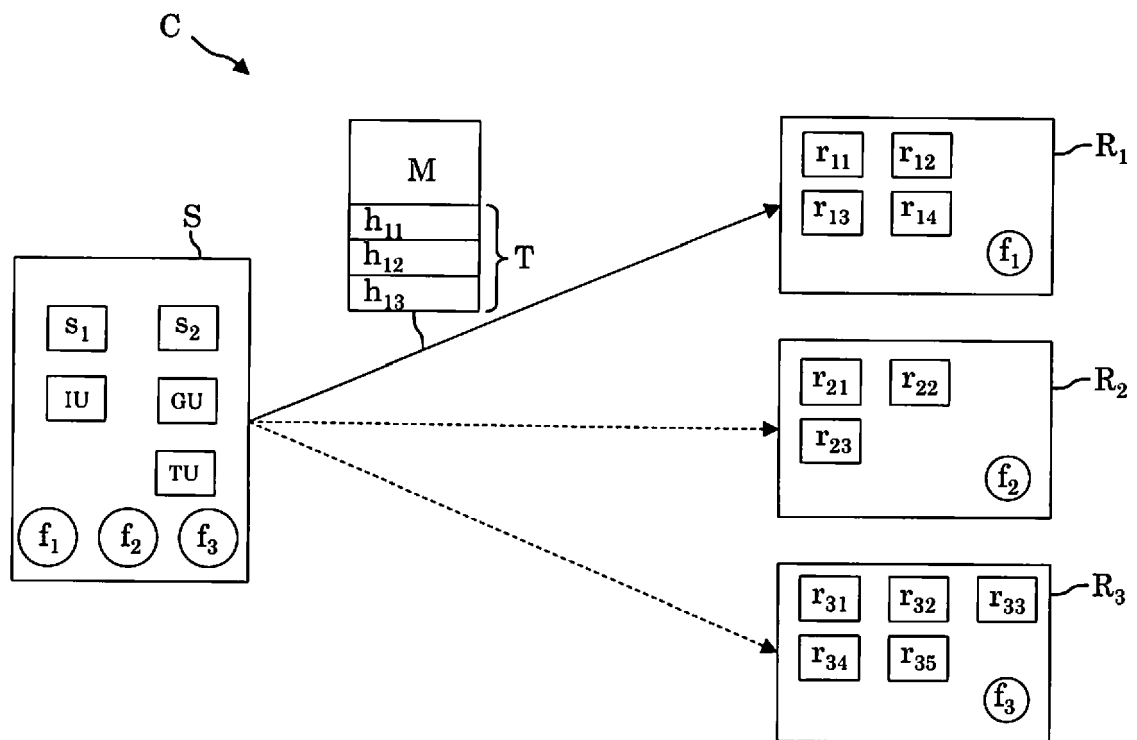 C
M
h₁₁
h₁₂
h₁₃
T
S
s₁ s₂
IU GU
TU
f₁ f₂ f₃
r₁₁ r₁₂
r₁₃ r₁₄
f₁
R₁
r₂₁ r₂₂
r₂₃
f₂
R₂
r₃₁ r₃₂ r₃₃
r₃₄ r₃₅
f₃
R₃